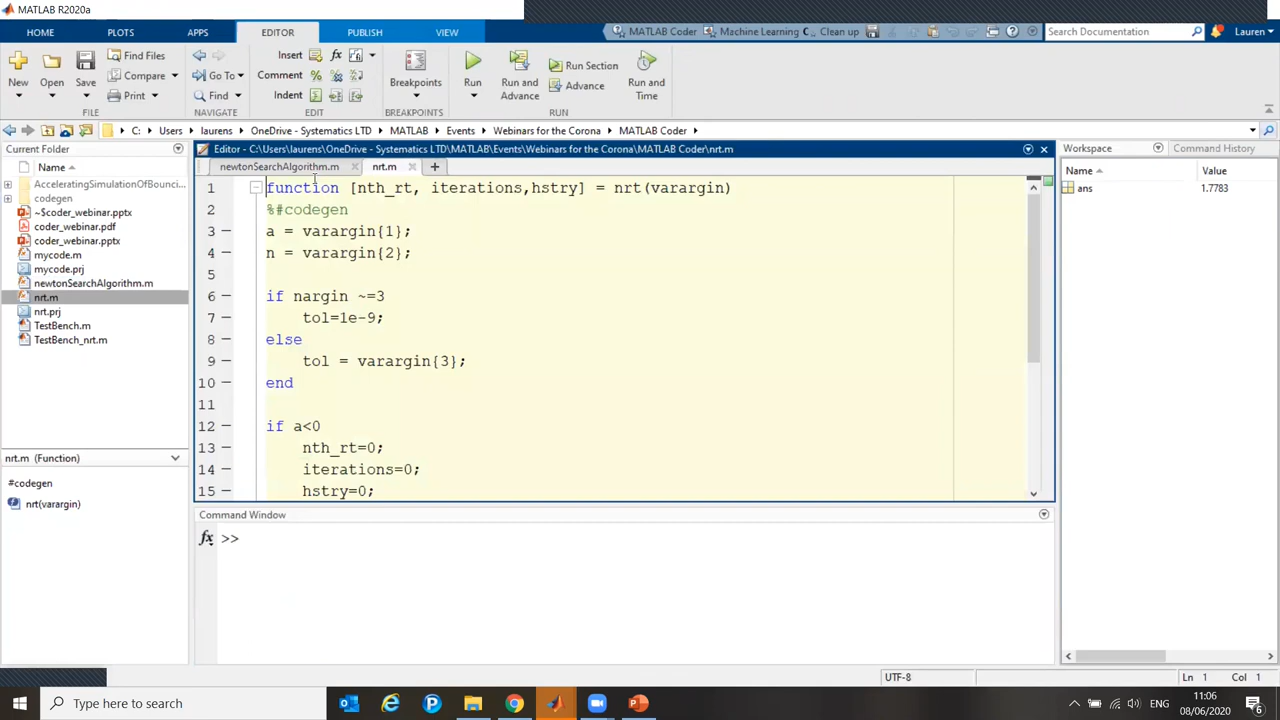 MATLAB R2020a
HOME PLOTS APPS EDITOR PUBLISH VIEW MATLAB Coder Machine Learning C... Clean up Search Documentation Lauren
New Open Save Find Files Compare Print
Go To Find
Insert Comment Indent
Breakpoints
Run Run and Advance Run Section Advance Run and Time
FILE NAVIGATE EDIT BREAKPOINTS RUN
C: Users laurens OneDrive - Systematics LTD MATLAB Events Webinars for the Corona MATLAB Coder
Current Folder
Name
AcceleratingSimulationOfBounci...
codegen
~$coder_webinar.pptx
coder_webinar.pdf
coder_webinar.pptx
mycode.m
mycode.prj
newtonSearchAlgorithm.m
nrt.m
nrt.prj
TestBench.m
TestBench_nrt.m
nrt.m (Function)
#codegen
nrt(varargin)
Editor - C:\Users\laurens\OneDrive - Systematics LTD\MATLAB\Events\Webinars for the Corona\MATLAB Coder\nrt.m
newtonSearchAlgorithm.m nrt.m
1 function [nth_rt, iterations,hstry] = nrt(varargin)
2 %#codegen
3 a = varargin{1};
4 n = varargin{2};
5
6 if nargin ~=3
7 tol=1e-9;
8 else
9 tol = varargin{3};
10 end
11
12 if a<0
13 nth_rt=0;
14 iterations=0;
15 hstry=0;
Command Window
fx >>
Workspace Command History
Name Value
ans 1.7783
UTF-8 Ln 1 Col 1
Type here to search
ENG 11:06
08/06/2020
6